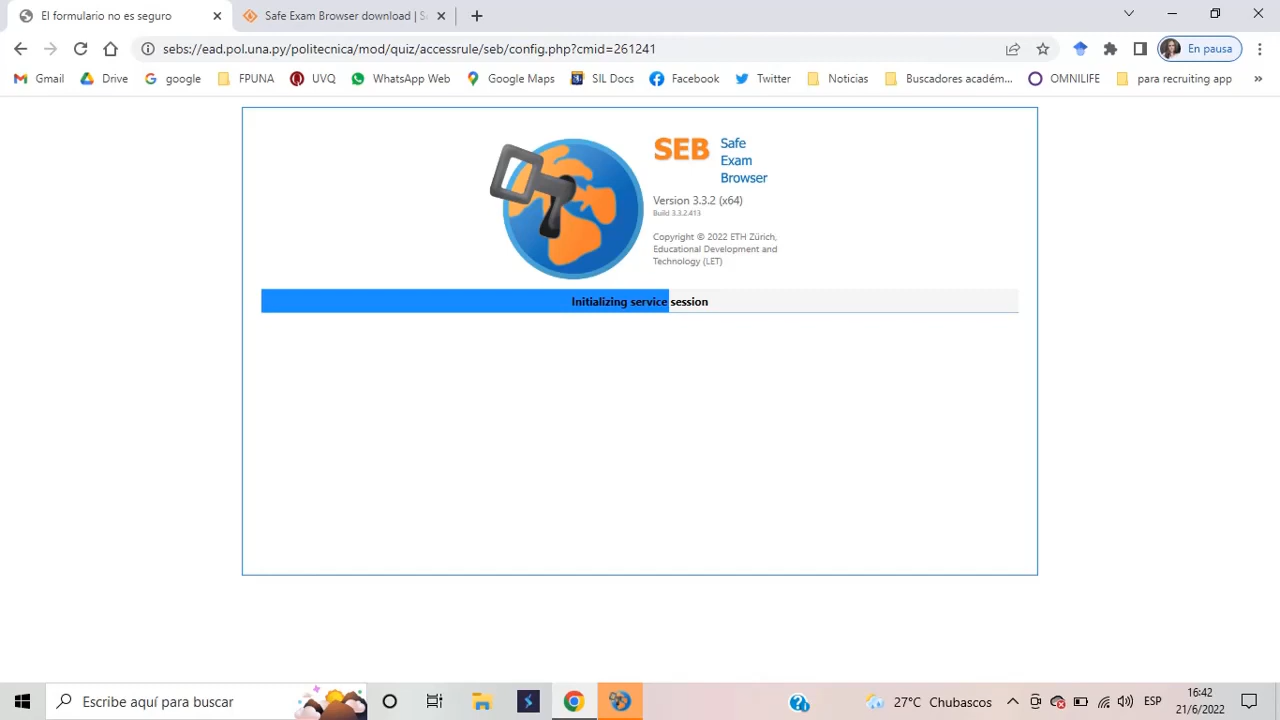 El formulario no es seguro
Safe Exam Browser download | S
sebs://ead.pol.una.py/politecnica/mod/quiz/accessrule/seb/config.php?cmid=261241
En pausa
Gmail
Drive
google
FPUNA
UVQ
WhatsApp Web
Google Maps
SIL Docs
Facebook
Twitter
Noticias
Buscadores académ...
OMNILIFE
para recruiting app
SEB
Safe
Exam
Browser
Version 3.3.2 (x64)
Build 3.3.2.413
Copyright © 2022 ETH Zürich,
Educational Development and
Technology (LET)
Initializing service session
Escribe aquí para buscar
27°C Chubascos
ESP
16:42
21/6/2022